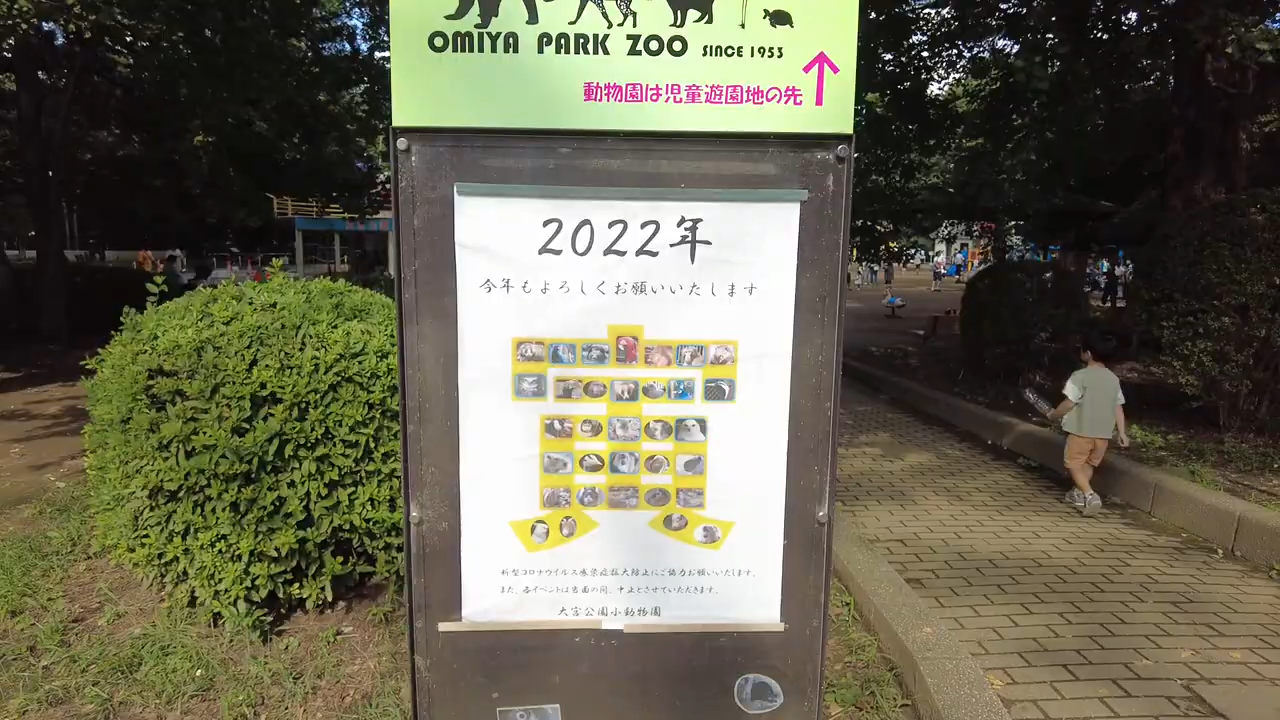 OMIYA PARK ZOO SINCE 1953
動物園は児童遊園地の先
2022年
今年もよろしくお願いいたします
寅
新型コロナウイルス感染症拡大防止にご協力お願いいたします。
また、各イベントは当面の間、中止とさせていただきます。
大宮公園小動物園